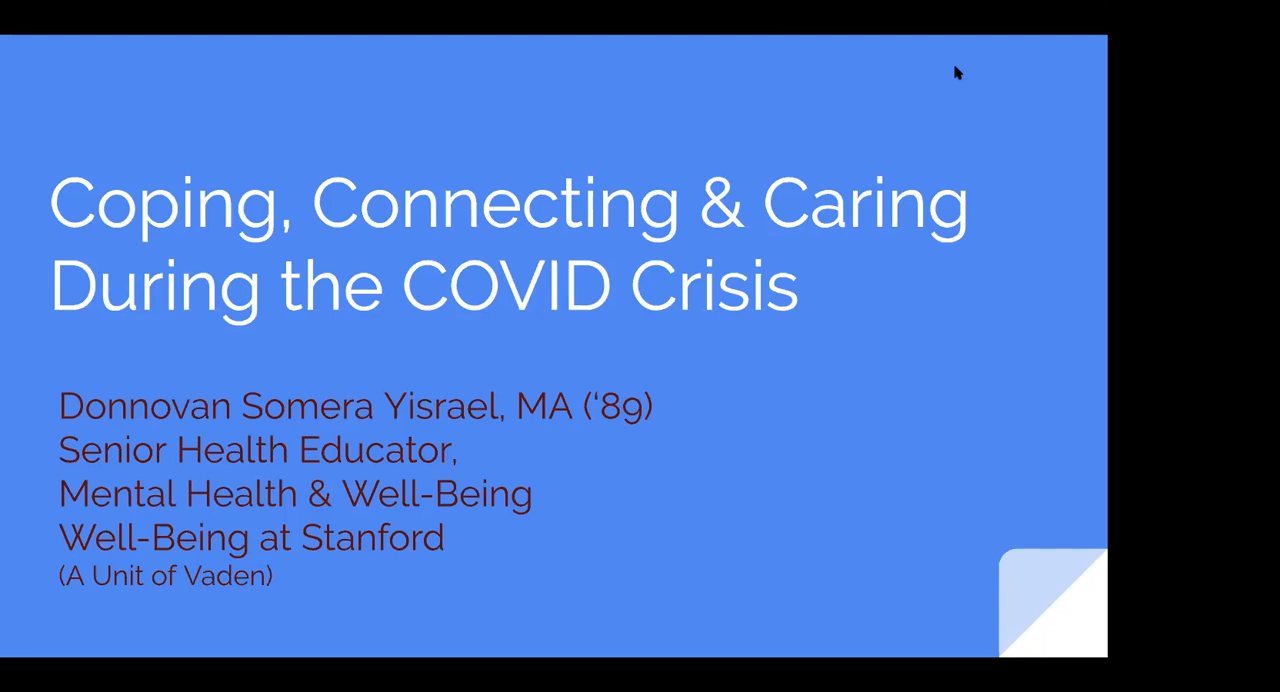 Coping, Connecting & Caring
During the COVID Crisis
Donnovan Somera Yisrael, MA (‘89)
Senior Health Educator,
Mental Health & Well-Being
Well-Being at Stanford
(A Unit of Vaden)